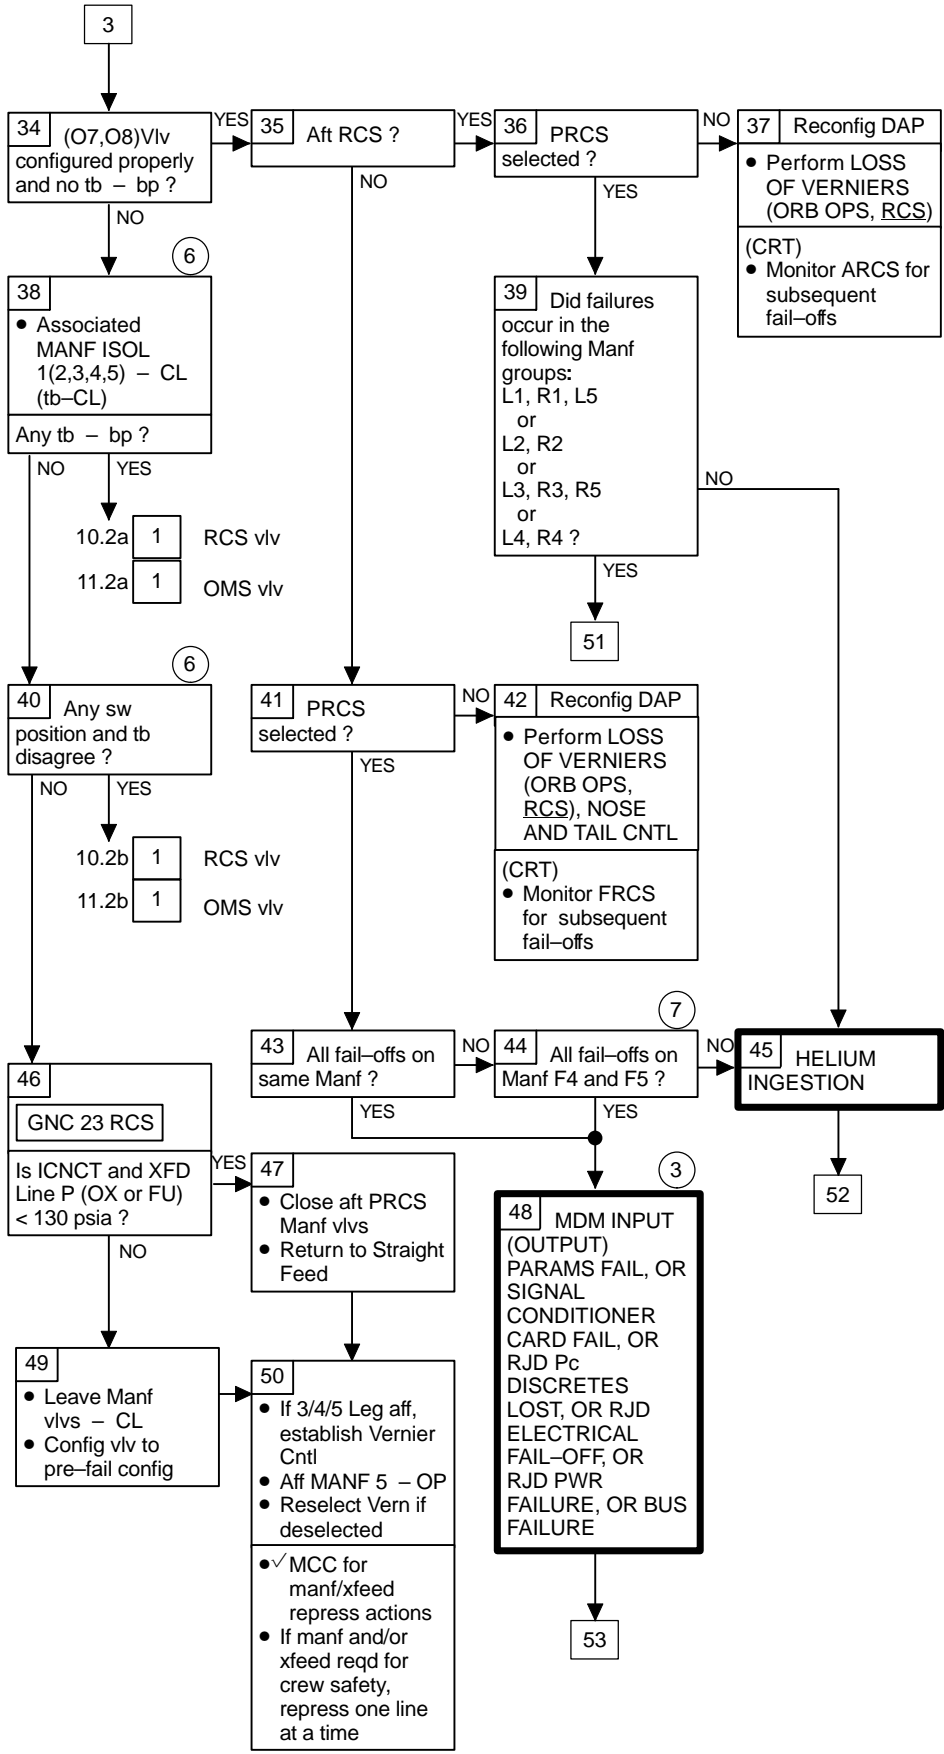 3
34
(O7,O8)Vlv
configured properly
and no tb – bp ?
YES
NO
35
Aft RCS ?
YES
NO
36
PRCS
selected ?
NO
YES
37
Reconfig DAP
● Perform LOSS
OF VERNIERS
(ORB OPS, RCS)
(CRT)
● Monitor ARCS for
subsequent
fail–offs
6
38
● Associated
MANF ISOL
1(2,3,4,5) – CL
(tb–CL)
Any tb – bp ?
NO
YES
10.2a 1 RCS vlv
11.2a 1 OMS vlv
39
Did failures
occur in the
following Manf
groups:
L1, R1, L5
or
L2, R2
or
L3, R3, R5
or
L4, R4 ?
NO
YES
51
6
40
Any sw
position and tb
disagree ?
NO
YES
10.2b 1 RCS vlv
11.2b 1 OMS vlv
41
PRCS
selected ?
NO
YES
42
Reconfig DAP
● Perform LOSS
OF VERNIERS
(ORB OPS,
RCS), NOSE
AND TAIL CNTL
(CRT)
● Monitor FRCS
for subsequent
fail–offs
43
All fail–offs on
same Manf ?
NO
YES
7
44
All fail–offs on
Manf F4 and F5 ?
NO
YES
45
HELIUM
INGESTION
52
46
GNC 23 RCS
Is ICNCT and XFD
Line P (OX or FU)
< 130 psia ?
YES
NO
47
● Close aft PRCS
Manf vlvs
● Return to Straight
Feed
3
48
MDM INPUT
(OUTPUT)
PARAMS FAIL, OR
SIGNAL
CONDITIONER
CARD FAIL, OR
RJD Pc
DISCRETES
LOST, OR RJD
ELECTRICAL
FAIL–OFF, OR
RJD PWR
FAILURE, OR BUS
FAILURE
53
49
● Leave Manf
vlvs – CL
● Config vlv to
pre–fail config
50
● If 3/4/5 Leg aff,
establish Vernier
Cntl
● Aff MANF 5 – OP
● Reselect Vern if
deselected
●√MCC for
manf/xfeed
repress actions
● If manf and/or
xfeed reqd for
crew safety,
repress one line
at a time